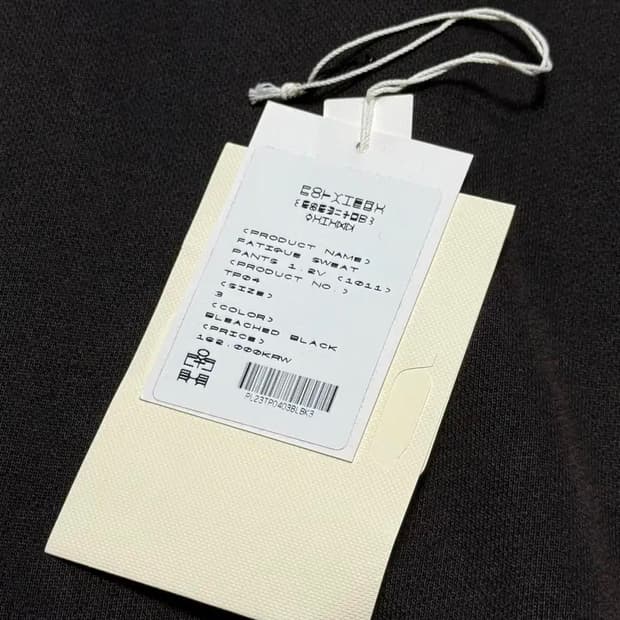 <PRODUCT NAME>
FATIGUE SWEAT
PANTS 1.2V (1011)
<PRODUCT NO.>
TP04
<SIZE>
3
<COLOR>
BLEACHED BLACK
<PRICE>
162.000KRW
PL23TP0403BLBK3